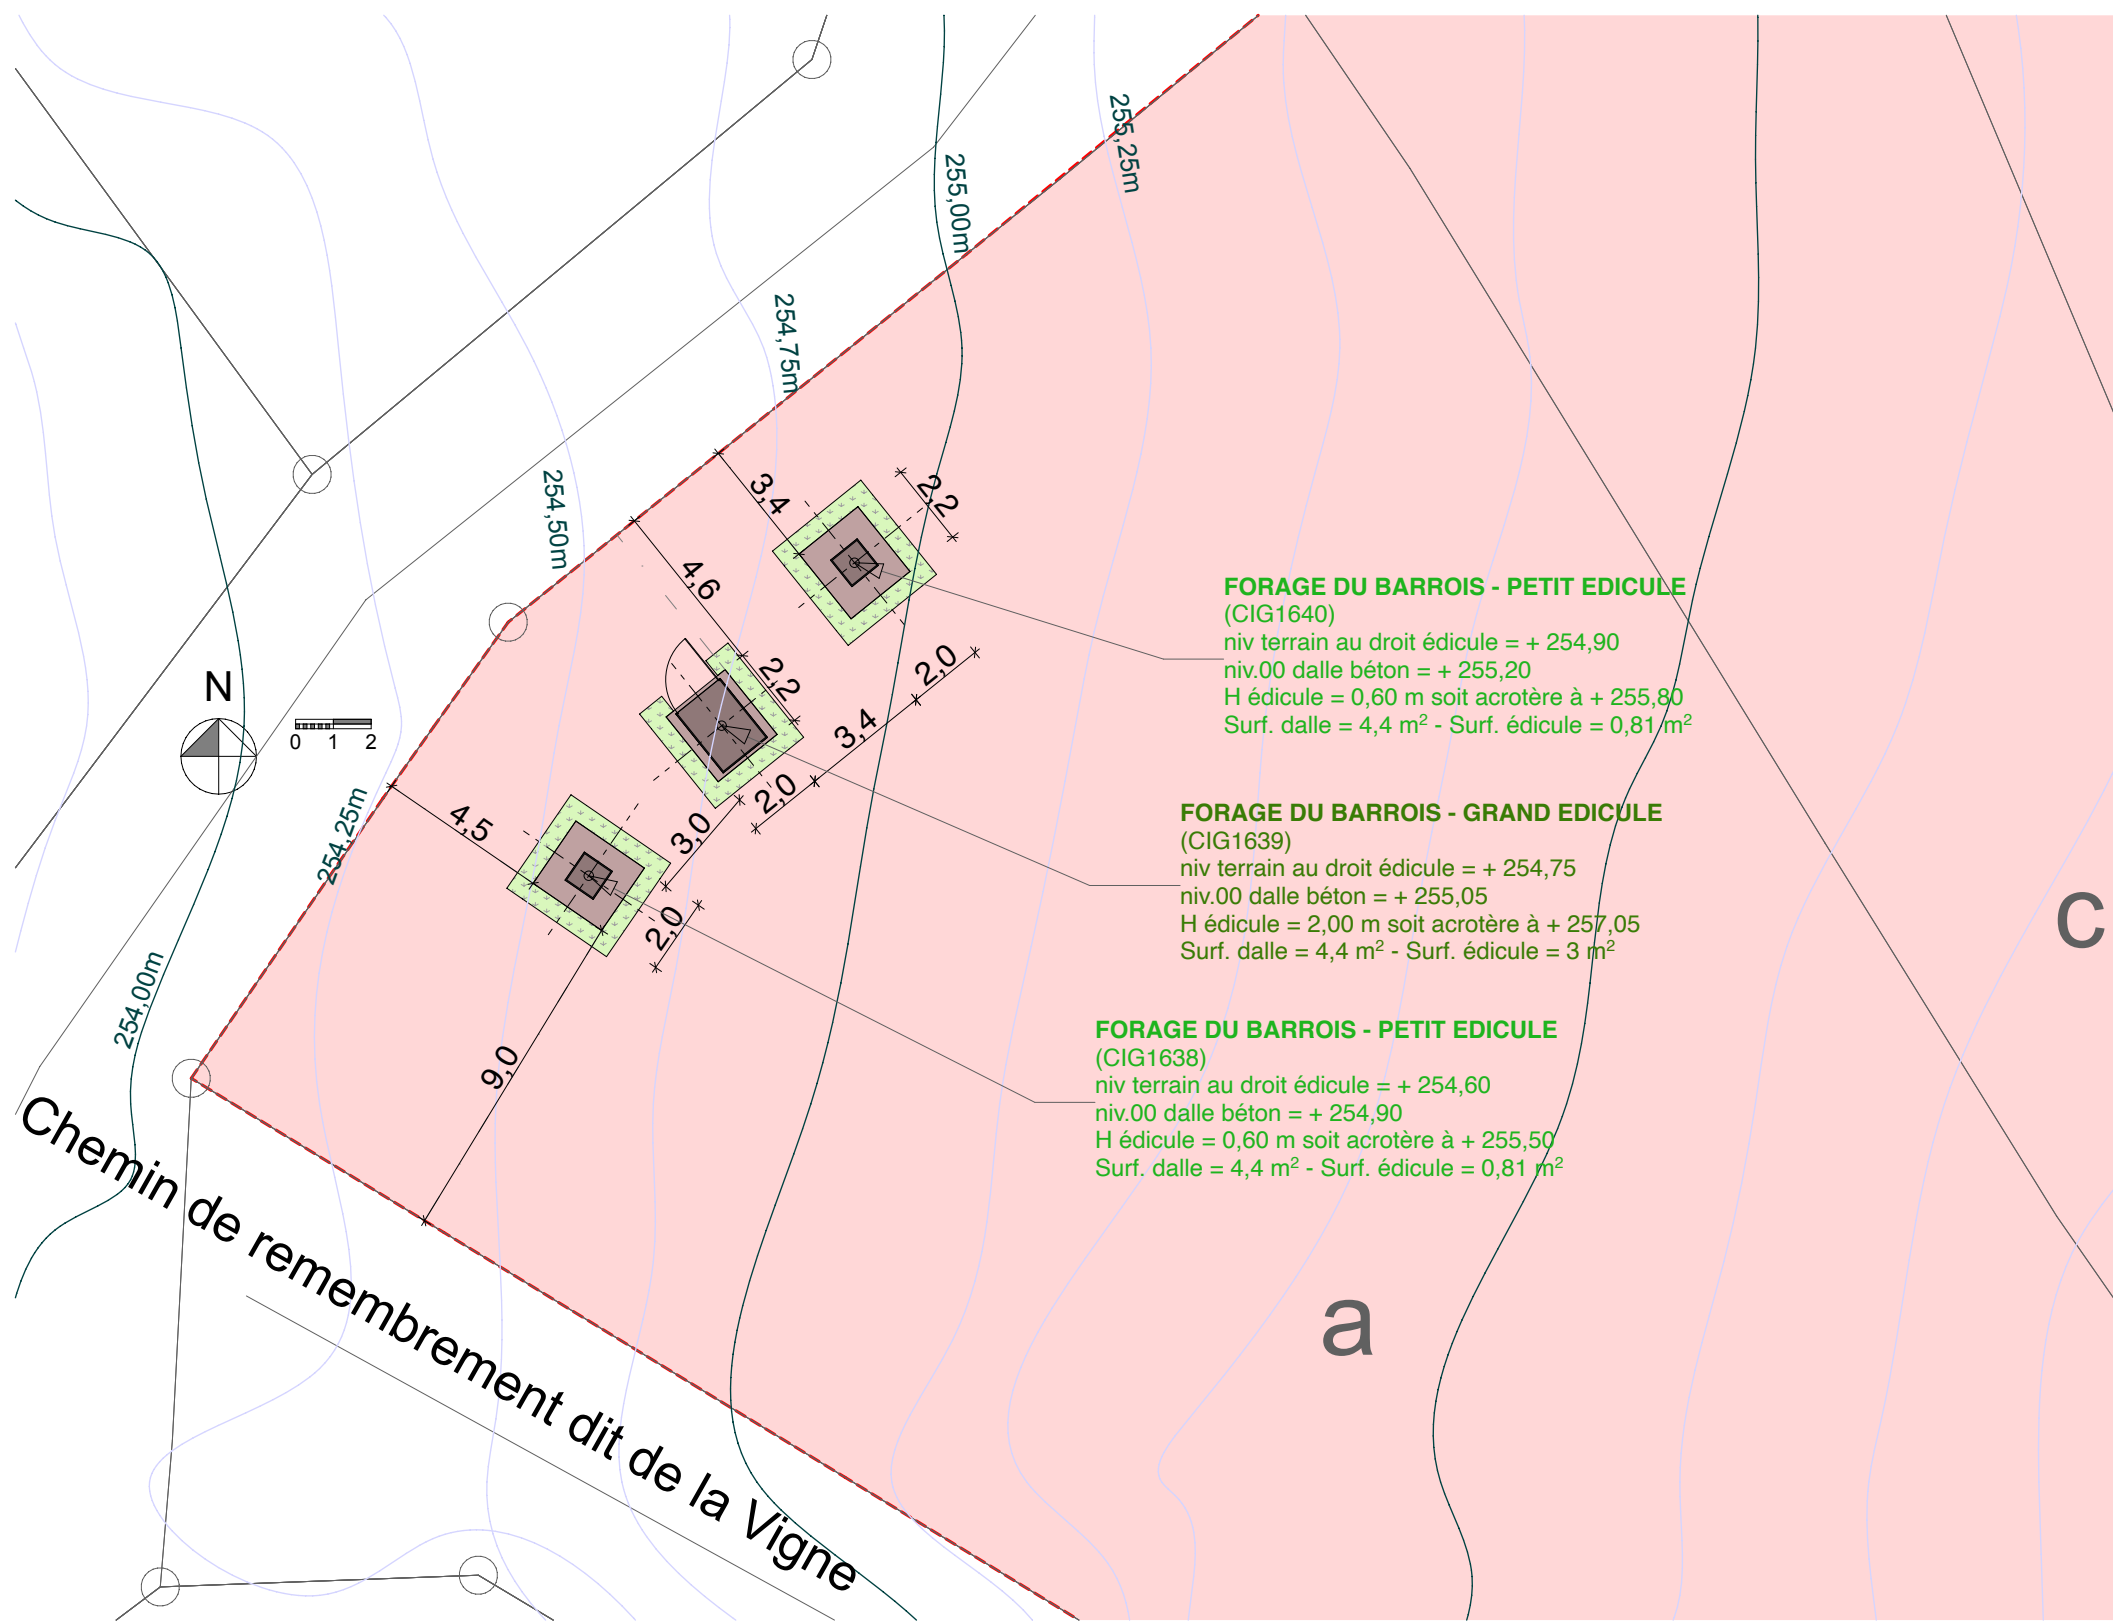 255,25m
255,00m
254,75m
254,50m
3,4
2,2
4,6
FORAGE DU BARROIS - PETIT EDICULE
(CIG1640)
niv terrain au droit édicule = + 254,90
niv.00 dalle béton = + 255,20
H édicule = 0,60 m soit acrotère à + 255,80
Surf. dalle = 4,4 m² - Surf. édicule = 0,81 m²
N
0 1 2
2,2
2,0
3,4
2,0
254,25m
4,5
3,0
2,0
FORAGE DU BARROIS - GRAND EDICULE
(CIG1639)
niv terrain au droit édicule = + 254,75
niv.00 dalle béton = + 255,05
H édicule = 2,00 m soit acrotère à + 257,05
Surf. dalle = 4,4 m² - Surf. édicule = 3 m²
c
254,00m
9,0
FORAGE DU BARROIS - PETIT EDICULE
(CIG1638)
niv terrain au droit édicule = + 254,60
niv.00 dalle béton = + 254,90
H édicule = 0,60 m soit acrotère à + 255,50
Surf. dalle = 4,4 m² - Surf. édicule = 0,81 m²
Chemin de remembrement dit de la Vigne
a